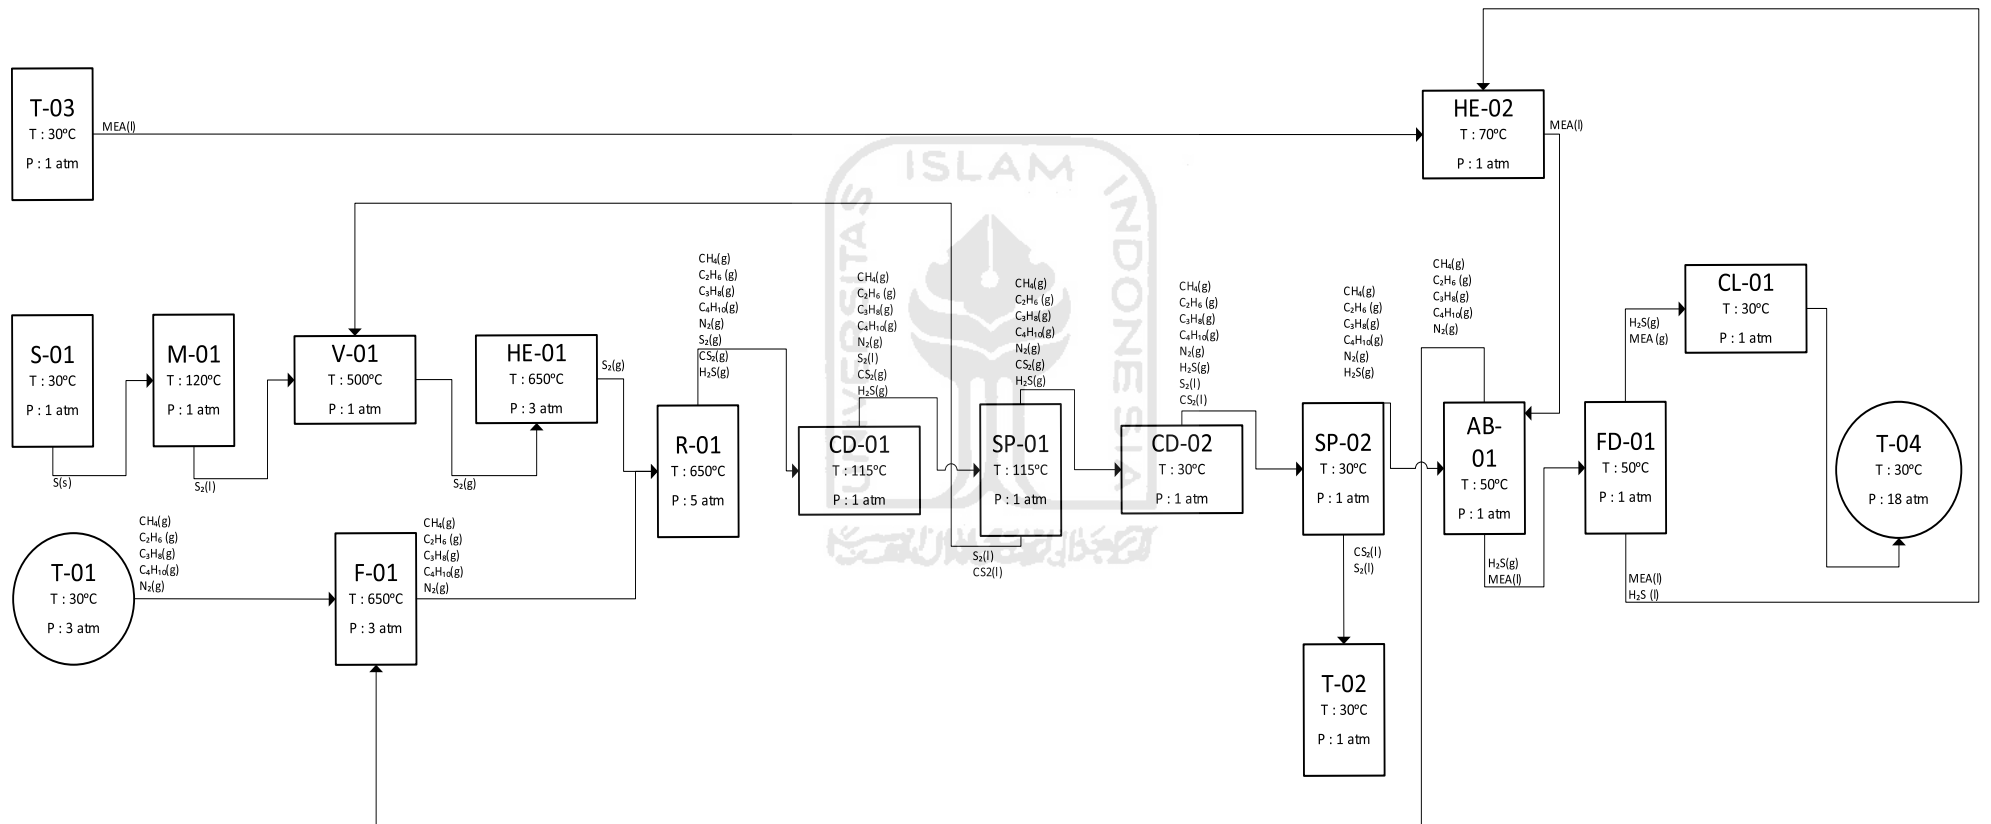 T-03
T : 30°C
P : 1 atm
MEA(l)
HE-02
T : 70°C
P : 1 atm
MEA(l)
ISLAM
UNIVERSITAS
INDONESIA
S-01
T : 30°C
P : 1 atm
S(s)
M-01
T : 120°C
P : 1 atm
S₂(l)
V-01
T : 500°C
P : 1 atm
S₂(g)
HE-01
T : 650°C
P : 3 atm
S₂(g)
T-01
T : 30°C
P : 3 atm
CH₄(g)
C₂H₆ (g)
C₃H₈(g)
C₄H₁₀(g)
N₂(g)
F-01
T : 650°C
P : 3 atm
CH₄(g)
C₂H₆ (g)
C₃H₈(g)
C₄H₁₀(g)
N₂(g)
R-01
T : 650°C
P : 5 atm
CH₄(g)
C₂H₆ (g)
C₃H₈(g)
C₄H₁₀(g)
N₂(g)
S₂(g)
CS₂(g)
H₂S(g)
CD-01
T : 115°C
P : 1 atm
CH₄(g)
C₂H₆ (g)
C₃H₈(g)
C₄H₁₀(g)
N₂(g)
S₂(l)
CS₂(g)
H₂S(g)
SP-01
T : 115°C
P : 1 atm
CH₄(g)
C₂H₆ (g)
C₃H₈(g)
C₄H₁₀(g)
N₂(g)
CS₂(g)
H₂S(g)
S₂(l)
CS2(l)
CD-02
T : 30°C
P : 1 atm
CH₄(g)
C₂H₆ (g)
C₃H₈(g)
C₄H₁₀(g)
N₂(g)
H₂S(g)
S₂(l)
CS₂(l)
SP-02
T : 30°C
P : 1 atm
CH₄(g)
C₂H₆ (g)
C₃H₈(g)
C₄H₁₀(g)
N₂(g)
H₂S(g)
CS₂(l)
S₂(l)
T-02
T : 30°C
P : 1 atm
AB-
01
T : 50°C
P : 1 atm
CH₄(g)
C₂H₆ (g)
C₃H₈(g)
C₄H₁₀(g)
N₂(g)
H₂S(g)
MEA(l)
FD-01
T : 50°C
P : 1 atm
H₂S(g)
MEA (g)
MEA(l)
H₂S (l)
CL-01
T : 30°C
P : 1 atm
T-04
T : 30°C
P : 18 atm